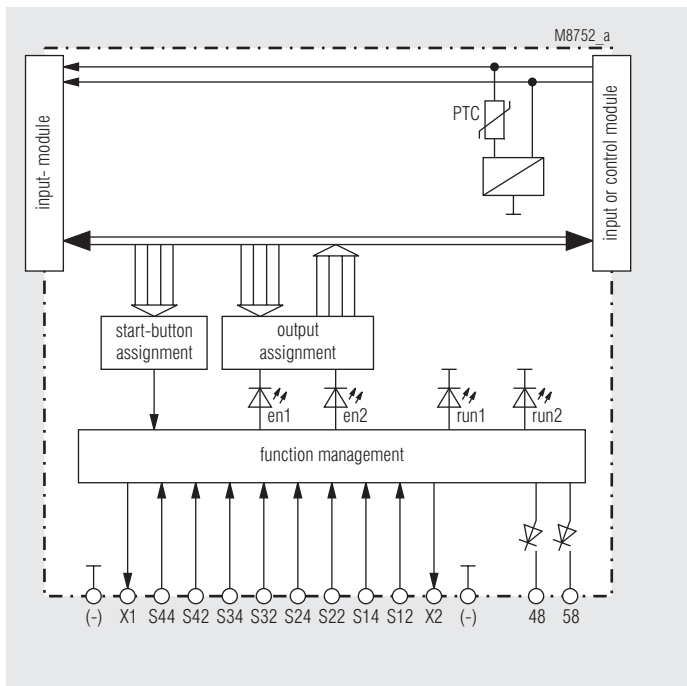 M8752_a
input- module
PTC
input or control module
start-button
assignment
output
assignment
en1
en2
run1
run2
function management
(-) X1 S44 S42 S34 S32 S24 S22 S14 S12 X2 (-) 48 58